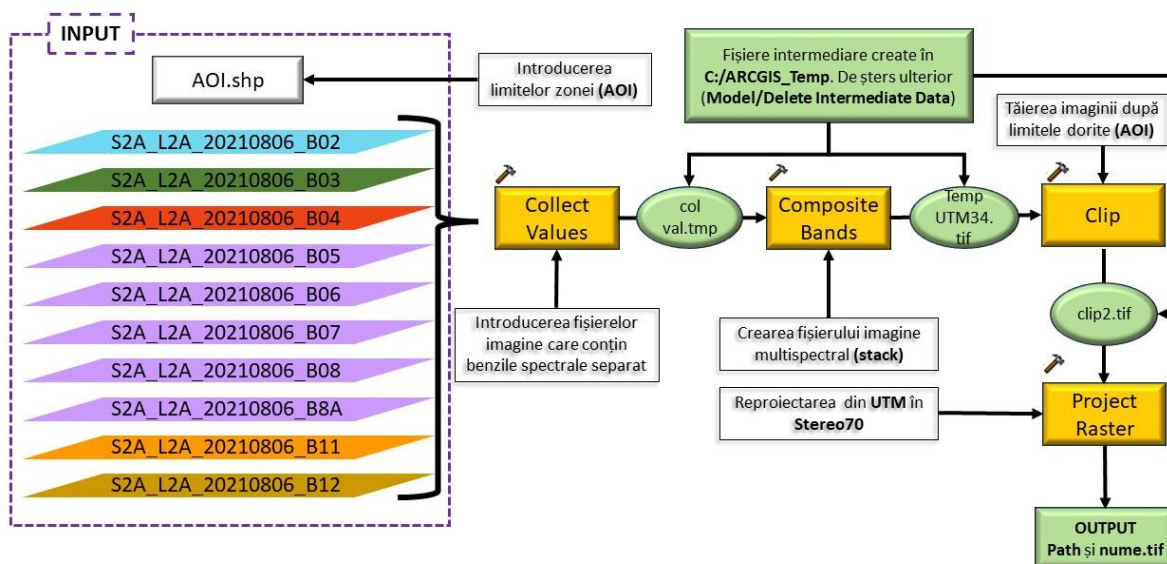 INPUT
AOI.shp
S2A_L2A_20210806_B02
S2A_L2A_20210806_B03
S2A_L2A_20210806_B04
S2A_L2A_20210806_B05
S2A_L2A_20210806_B06
S2A_L2A_20210806_B07
S2A_L2A_20210806_B08
S2A_L2A_20210806_B8A
S2A_L2A_20210806_B11
S2A_L2A_20210806_B12
Introducerea
limitelor zonei (AOI)
Collect
Values
Introducerea fișierelor
imagine care conțin
benzile spectrale separat
col
val.tmp
Fișiere intermediare create în
C:/ARCGIS_Temp. De șters ulterior
(Model/Delete Intermediate Data)
Composite
Bands
Crearea fișierului imagine
multispectral (stack)
Temp
UTM34.
tif
Tăierea imaginii după
limitele dorite (AOI)
Clip
clip2.tif
Reproiectarea din UTM în
Stereo70
Project
Raster
OUTPUT
Path și nume.tif